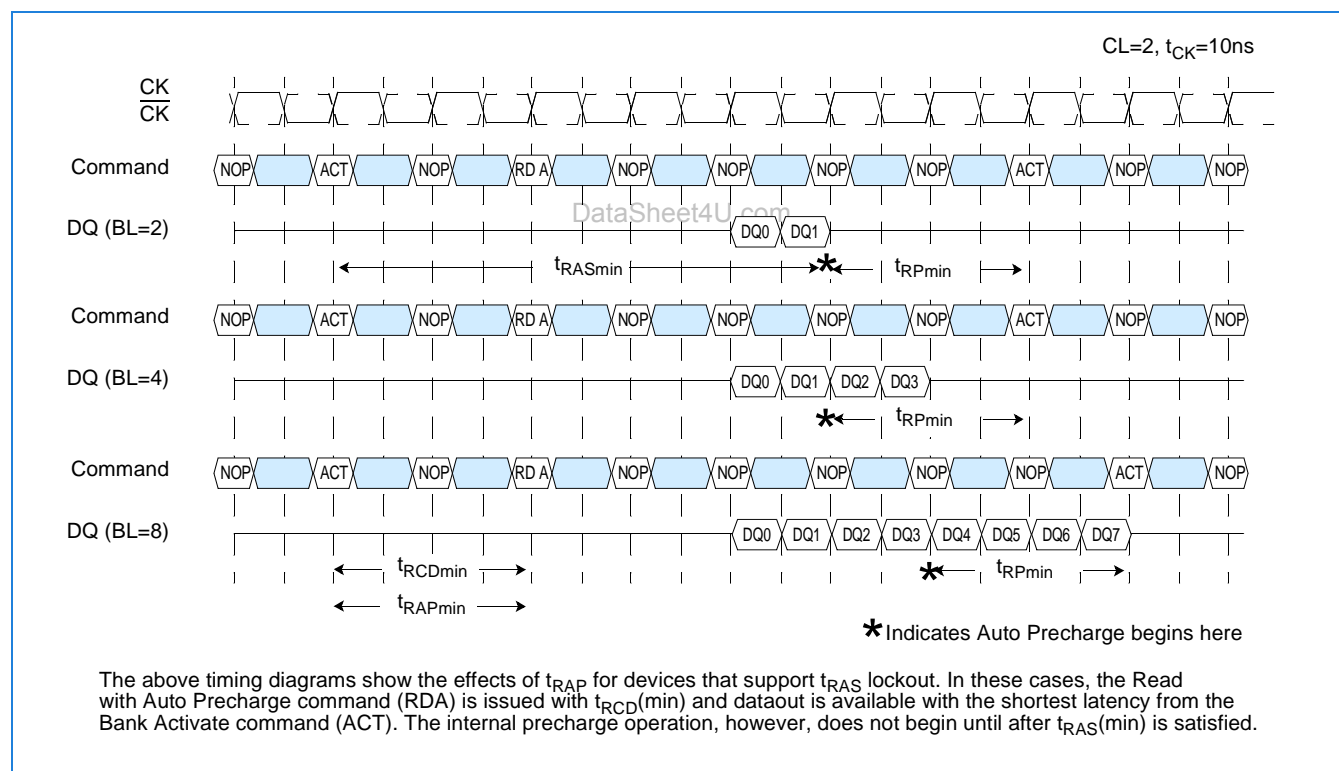 CL=2, tCK=10ns
CK
CK
Command NOP ACT NOP RD A NOP NOP NOP NOP ACT NOP NOP
DataSheet4U.com
DQ (BL=2) DQ0 DQ1
tRASmin * tRPmin
Command NOP ACT NOP RD A NOP NOP NOP NOP ACT NOP NOP
DQ (BL=4) DQ0 DQ1 DQ2 DQ3
* tRPmin
Command NOP ACT NOP RD A NOP NOP NOP NOP NOP ACT NOP
DQ (BL=8) DQ0 DQ1 DQ2 DQ3 DQ4 DQ5 DQ6 DQ7
tRCDmin * tRPmin
tRAPmin
*Indicates Auto Precharge begins here
The above timing diagrams show the effects of tRAP for devices that support tRAS lockout. In these cases, the Read
with Auto Precharge command (RDA) is issued with tRCD(min) and dataout is available with the shortest latency from the
Bank Activate command (ACT). The internal precharge operation, however, does not begin until after tRAS(min) is satisfied.